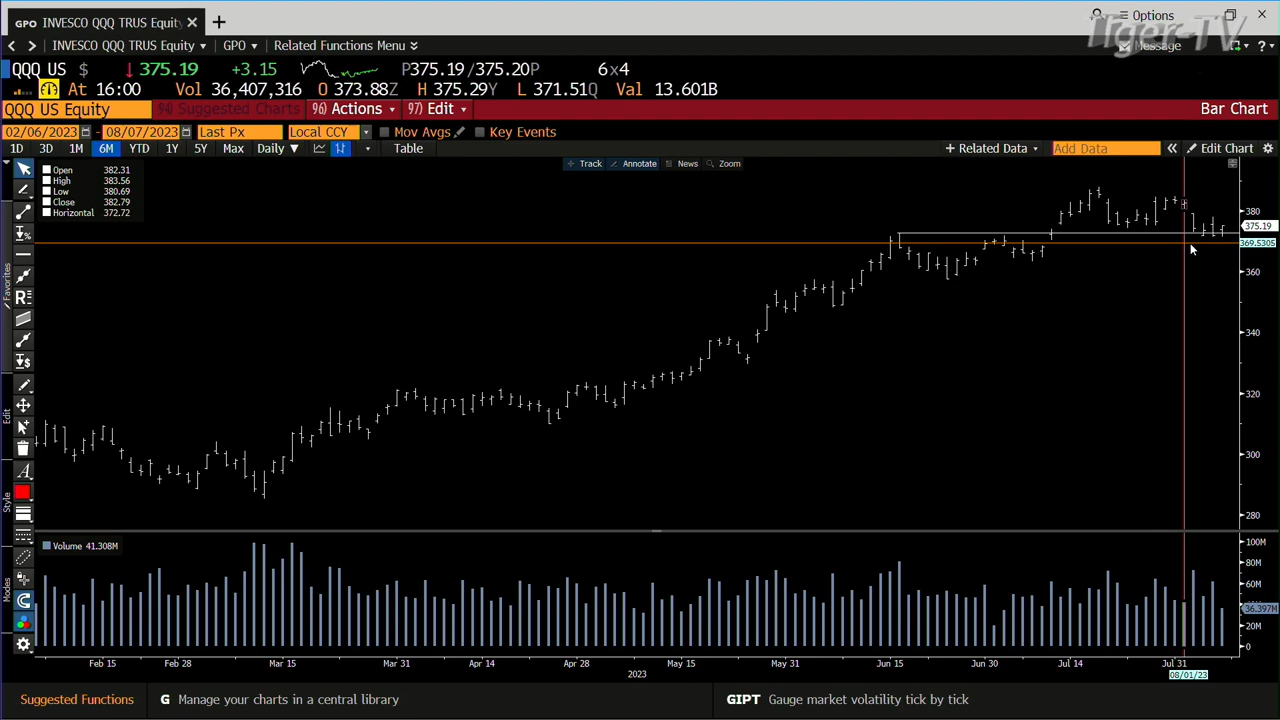 GPO INVESCO QQQ TRUS Equity × +
Options
Tiger-TV
INVESCO QQQ TRUS Equity GPO Related Functions Menu
Message
QQQ US $ ↓375.19 +3.15 P375.19/375.20P 6x4
At 16:00 Vol 36,407,316 O 373.88Z H 375.29Y L 371.51Q Val 13.601B
QQQ US Equity 94) Suggested Charts 96) Actions 97) Edit Bar Chart
02/06/2023 - 08/07/2023 Last Px Local CCY Mov Avgs Key Events
1D 3D 1M 6M YTD 1Y 5Y Max Daily ▼ Table + Related Data Add Data « Edit Chart
Track Annotate News Zoom
Open 382.31
High 383.56
Low 380.69
Close 382.79
Horizontal 372.72
Favorites
Edit
Style
Modes
380
375.19
369.5305
360
340
320
300
280
Volume 41.308M
100M
80M
60M
36.397M
20M
0
Feb 15 Feb 28 Mar 15 Mar 31 Apr 14 Apr 28 May 15 May 31 Jun 15 Jun 30 Jul 14 Jul 31
2023
08/01/23
Suggested Functions G Manage your charts in a central library GIPT Gauge market volatility tick by tick